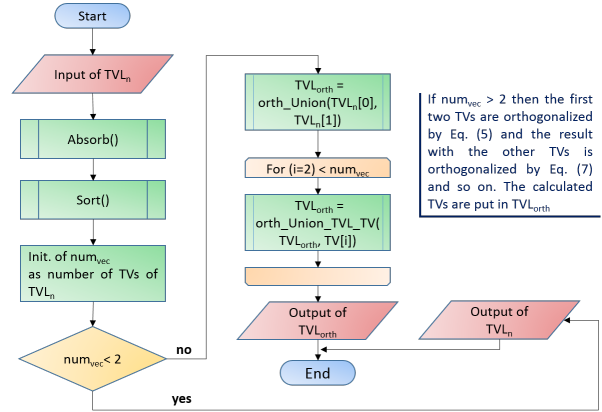 Start
Input of TVLn
Absorb()
Sort()
Init. of numvec
as number of TVs of
TVLn
numvec< 2
no
yes
TVLorth =
orth_Union(TVLn[0],
TVLn[1])
For (i=2) < numvec
TVLorth =
orth_Union_TVL_TV(
TVLorth, TV[i])
Output of
TVLorth
End
Output of
TVLn
If numvec > 2 then the first
two TVs are orthogonalized
by Eq. (5) and the result
with the other TVs is
orthogonalized by Eq. (7)
and so on. The calculated
TVs are put in TVLorth